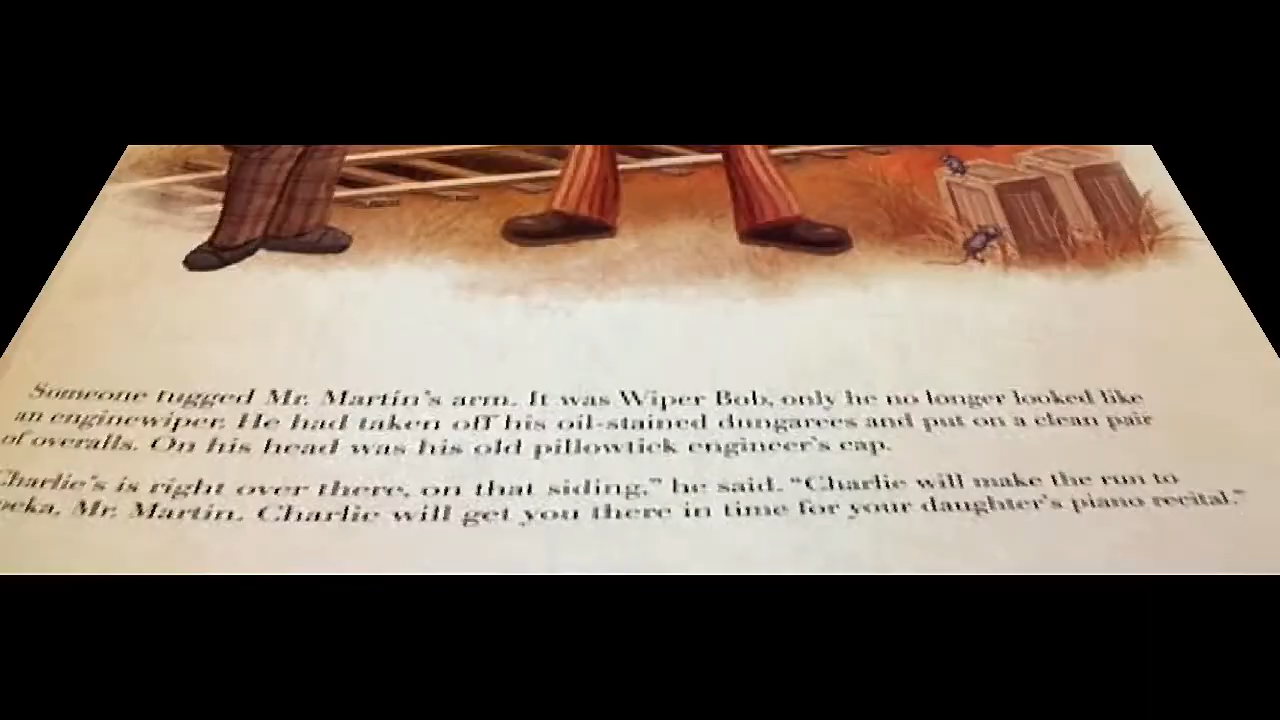 Someone tugged Mr. Martin's arm. It was Wiper Bob, only he no longer looked like
an enginewiper. He had taken off his oil-stained dungarees and put on a clean pair
of overalls. On his head was his old pillowtick engineer's cap.
Charlie's is right over there, on that siding," he said. "Charlie will make the run to
peka, Mr. Martin. Charlie will get you there in time for your daughter's piano recital."